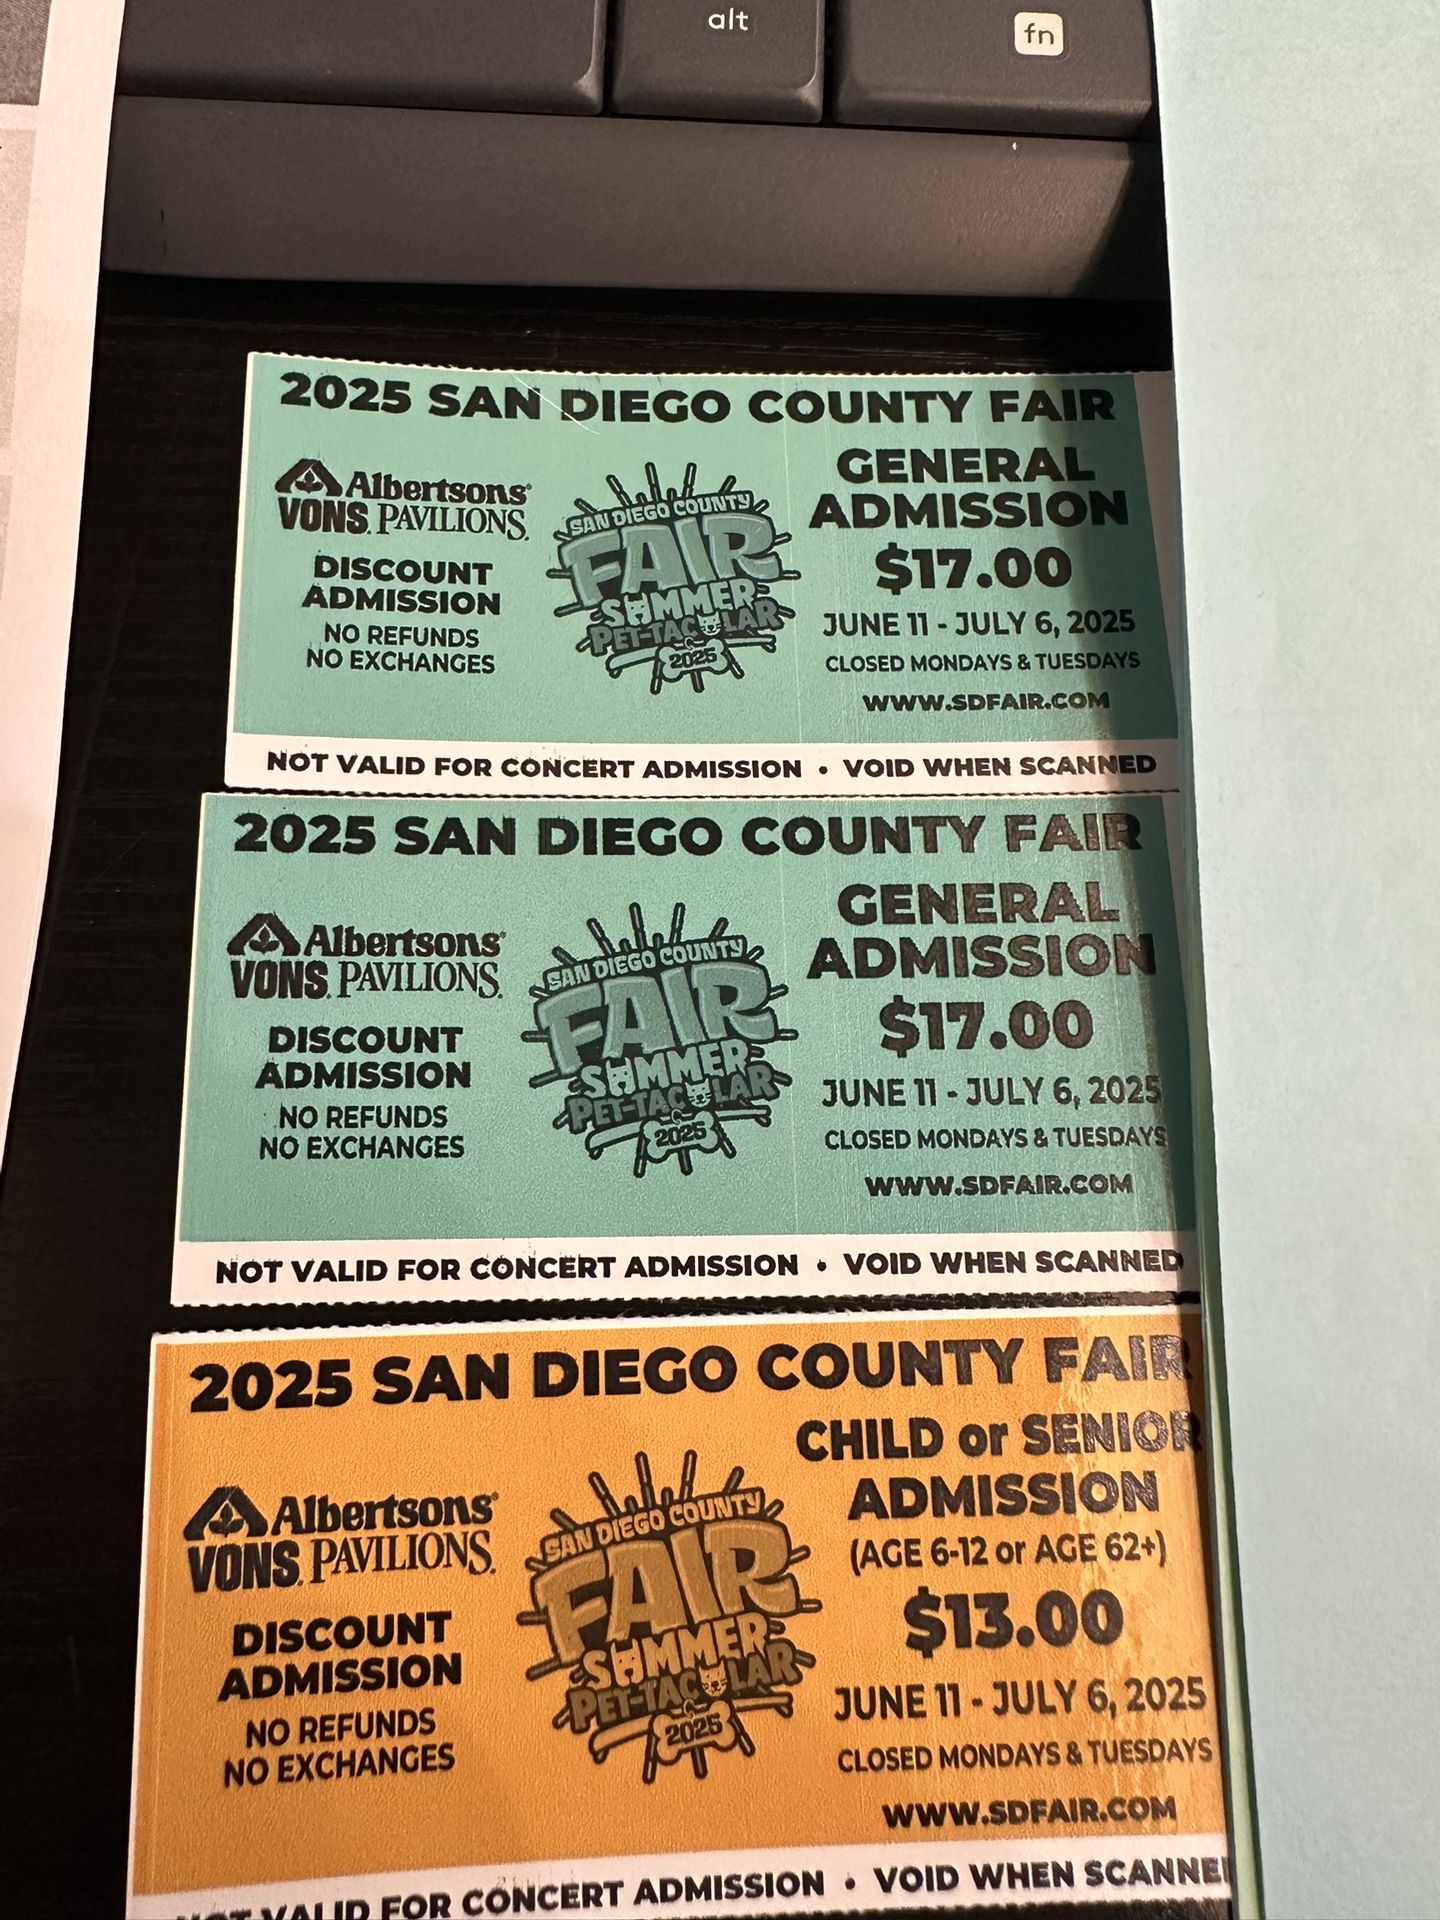 alt
fn
2025 SAN DIEGO COUNTY FAIR
Albertsons
VONS PAVILIONS
DISCOUNT
ADMISSION
NO REFUNDS
NO EXCHANGES
SAN DIEGO COUNTY
FAIR
SUMMER
PET-TACULAR
2025
GENERAL
ADMISSION
$17.00
JUNE 11 - JULY 6, 2025
CLOSED MONDAYS & TUESDAYS
WWW.SDFAIR.COM
NOT VALID FOR CONCERT ADMISSION • VOID WHEN SCANNED
2025 SAN DIEGO COUNTY FAIR
Albertsons
VONS PAVILIONS
DISCOUNT
ADMISSION
NO REFUNDS
NO EXCHANGES
SAN DIEGO COUNTY
FAIR
SUMMER
PET-TACULAR
2025
GENERAL
ADMISSION
$17.00
JUNE 11 - JULY 6, 2025
CLOSED MONDAYS & TUESDAYS
WWW.SDFAIR.COM
NOT VALID FOR CONCERT ADMISSION • VOID WHEN SCANNED
2025 SAN DIEGO COUNTY FAIR
Albertsons
VONS PAVILIONS
DISCOUNT
ADMISSION
NO REFUNDS
NO EXCHANGES
SAN DIEGO COUNTY
FAIR
SUMMER
PET-TACULAR
2025
CHILD or SENIOR
ADMISSION
(AGE 6-12 or AGE 62+)
$13.00
JUNE 11 - JULY 6, 2025
CLOSED MONDAYS & TUESDAYS
WWW.SDFAIR.COM
NOT VALID FOR CONCERT ADMISSION • VOID WHEN SCANNE